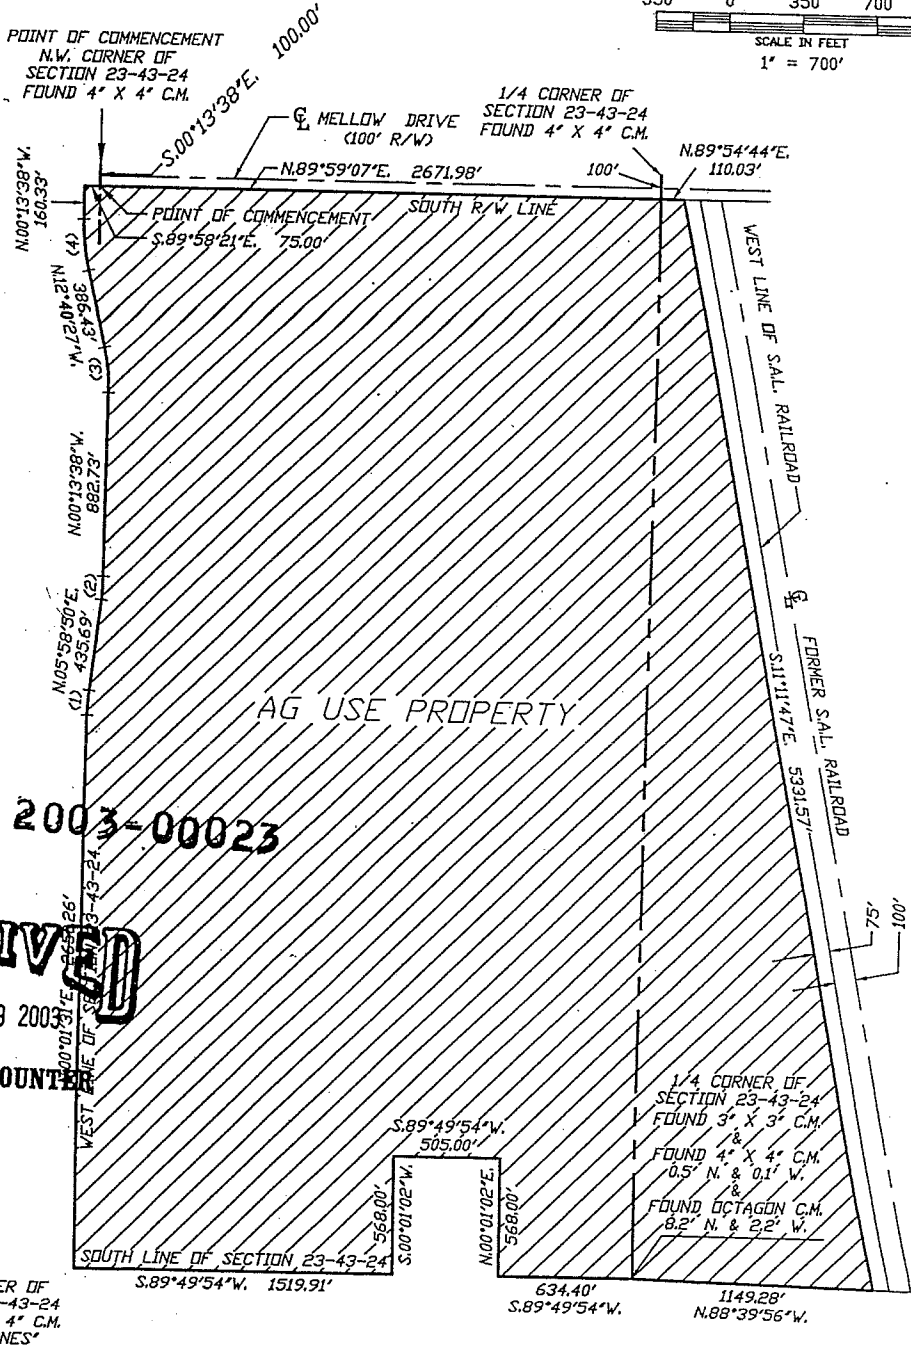 350 0 350 700
SCALE IN FEET
1" = 700'
POINT OF COMMENCEMENT
N.W. CORNER OF
SECTION 23-43-24
FOUND 4" X 4" C.M.
S.00°13'38"E. 100.00'
℄ MELLOW DRIVE
(100' R/W)
1/4 CORNER OF
SECTION 23-43-24
FOUND 4" X 4" C.M.
N.89°59'07"E. 2671.98'
100'
N.89°54'44"E.
110.03'
N.00°13'38"W.
160.33'
POINT OF COMMENCEMENT
SOUTH R/W LINE
S.89°58'21"E. 75.00'
(4)
N.12°40'27"W.
386.43'
(3)
N.00°13'38"W.
882.73'
(2)
N.05°58'50"E.
435.69'
(1)
WEST LINE OF S.A.L. RAILROAD
℄ FORMER S.A.L. RAILROAD
S.11°11'47"E. 5331.57'
AG USE PROPERTY
2003-00023
IVED
2003
OUNTER
00°01'31"E.
WEST LINE OF SECTION 23-43-24
75'
100'
S.89°49'54"W.
505.00'
568.00'
S.00°01'02"W.
N.00°01'02"E.
568.00'
1/4 CORNER OF
SECTION 23-43-24
FOUND 3" X 3" C.M.
&
FOUND 4" X 4" C.M.
0.5' N. & 0.1' W.
&
FOUND OCTAGON C.M.
8.2' N. & 2.2' W.
SOUTH LINE OF SECTION 23-43-24
S.89°49'54"W. 1519.91'
634.40'
S.89°49'54"W.
1149.28'
N.88°39'56"W.
ER OF
-43-24
4" C.M.
NES"